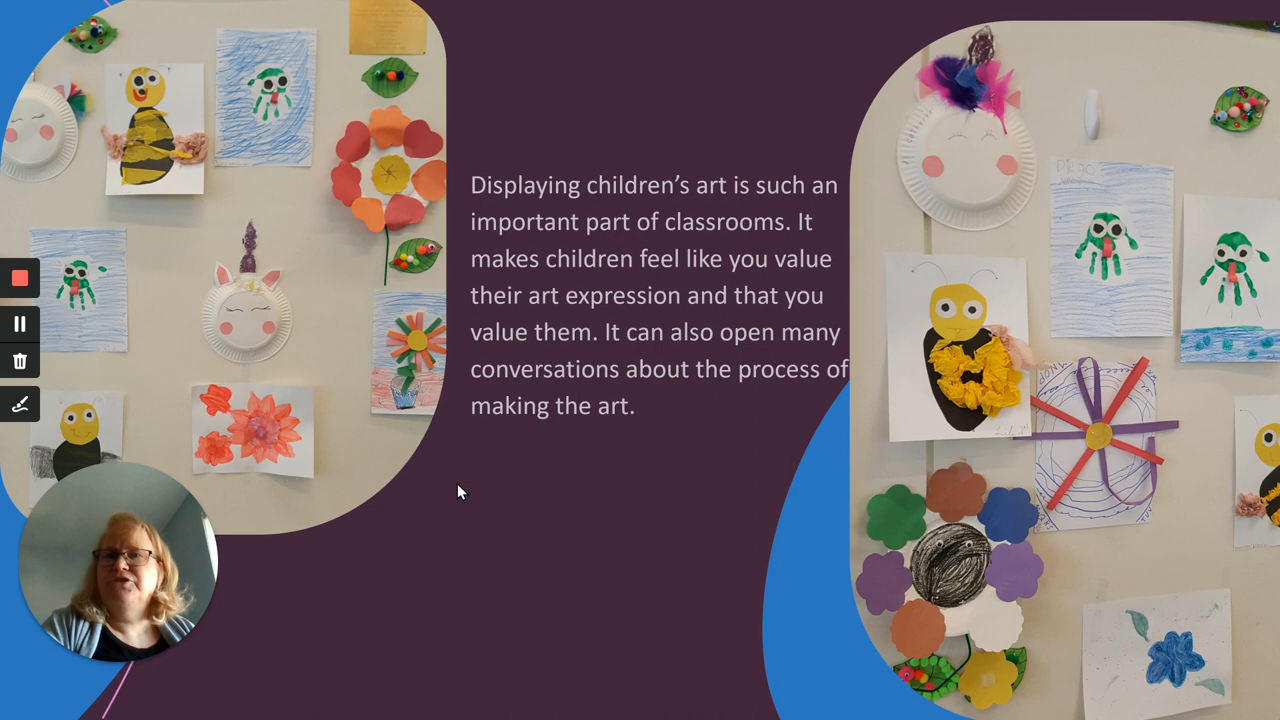 Displaying children’s art is such an
important part of classrooms. It
makes children feel like you value
their art expression and that you
value them. It can also open many
conversations about the process of
making the art.